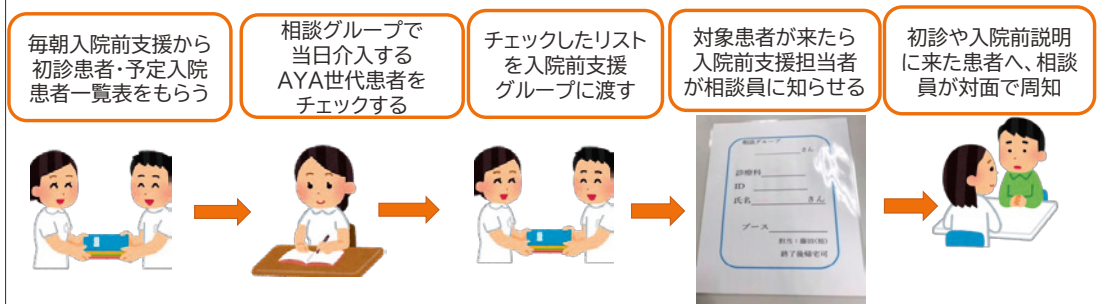 毎朝入院前支援から
初診患者・予定入院
患者一覧表をもらう
相談グループで
当日介入する
AYA世代患者を
チェックする
チェックしたリスト
を入院前支援
グループに渡す
対象患者が来たら
入院前支援担当者
が相談員に知らせる
初診や入院前説明
に来た患者へ、相談
員が対面で周知
相談グループ
さん
診療科
ID
氏名 さん
ブース
担当:藤田(和)
終了後帰宅可